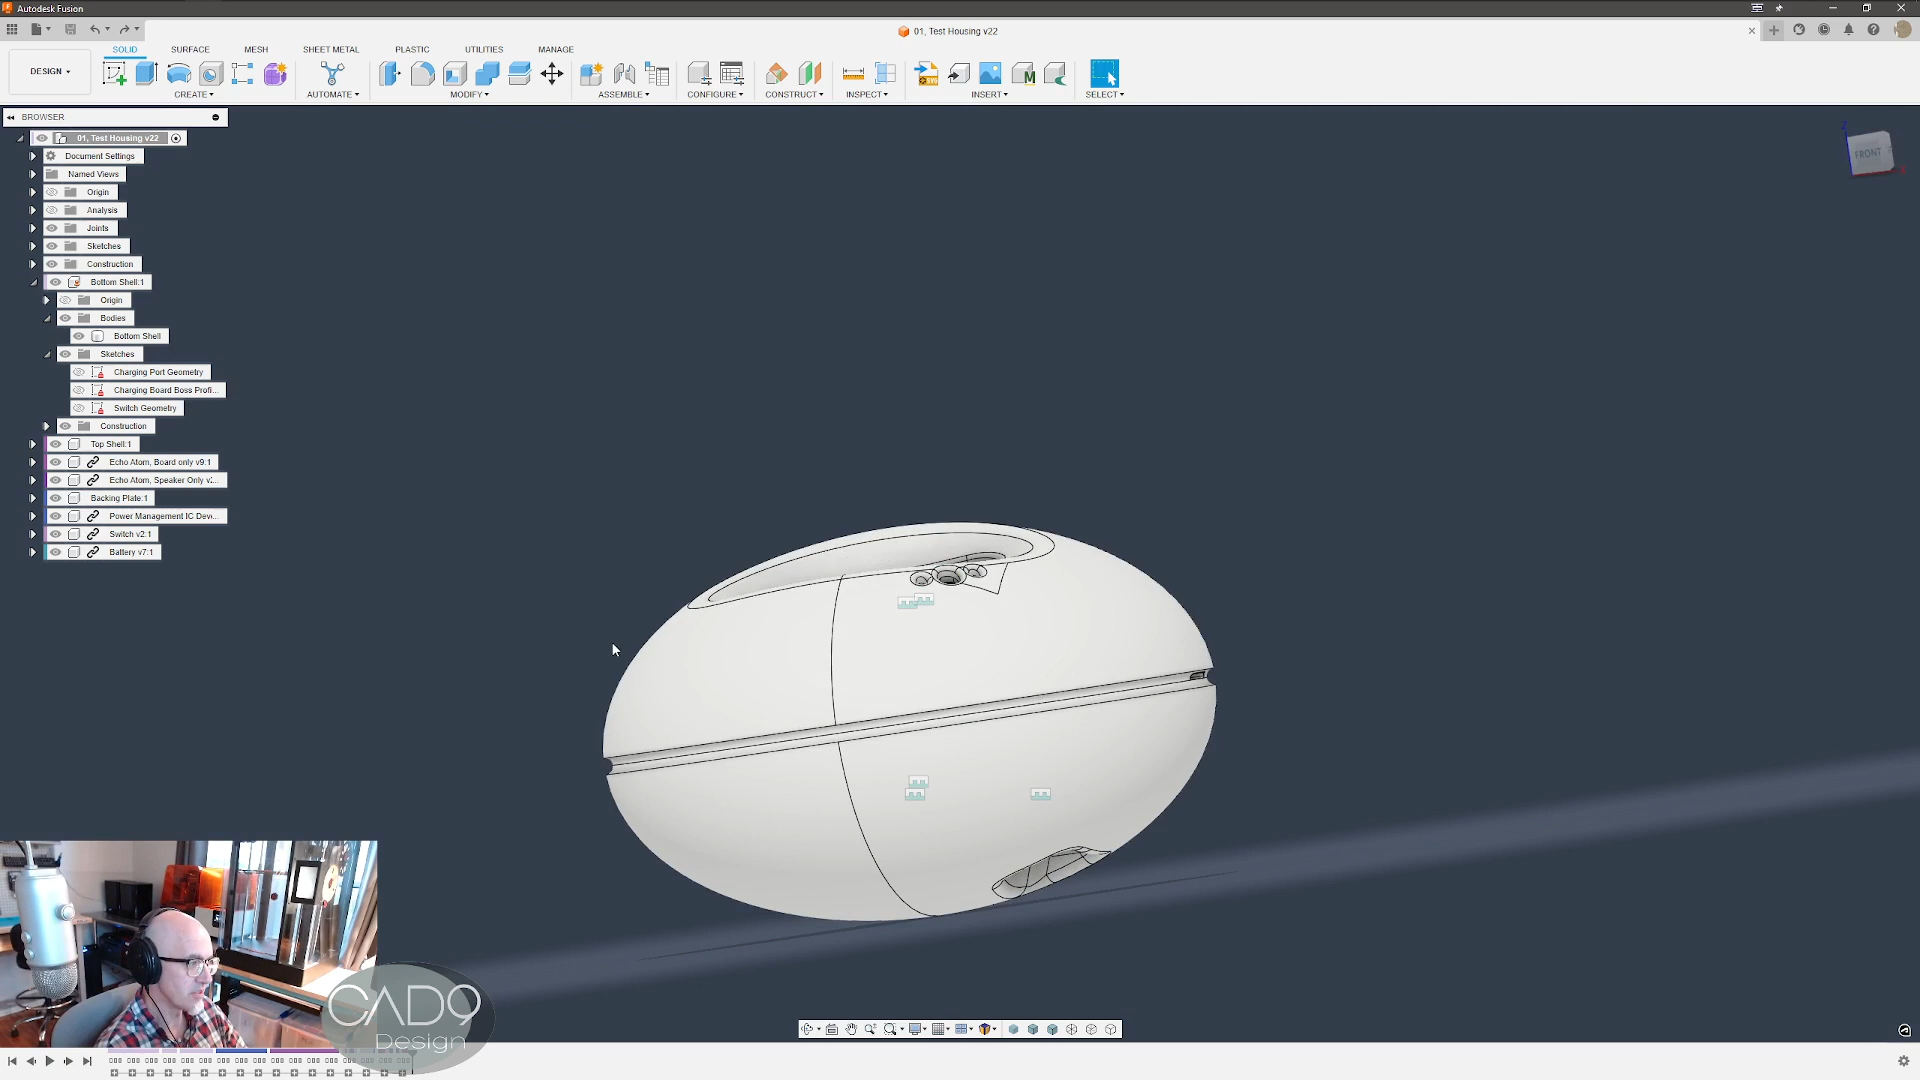 Autodesk Fusion
01, Test Housing v22
DESIGN
SOLID SURFACE MESH SHEET METAL PLASTIC UTILITIES MANAGE
CREATE AUTOMATE MODIFY ASSEMBLE CONFIGURE CONSTRUCT INSPECT INSERT SELECT
BROWSER
01, Test Housing v22
Document Settings
Named Views
Origin
Analysis
Joints
Sketches
Construction
Bottom Shell:1
Origin
Bodies
Bottom Shell
Sketches
Charging Port Geometry
Charging Board Boss Profi...
Switch Geometry
Construction
Top Shell:1
Echo Atom, Board only v9:1
Echo Atom, Speaker Only v...
Backing Plate:1
Power Management IC Dev...
Switch v2:1
Battery v7:1
Z
FRONT
X
CAD9
Design